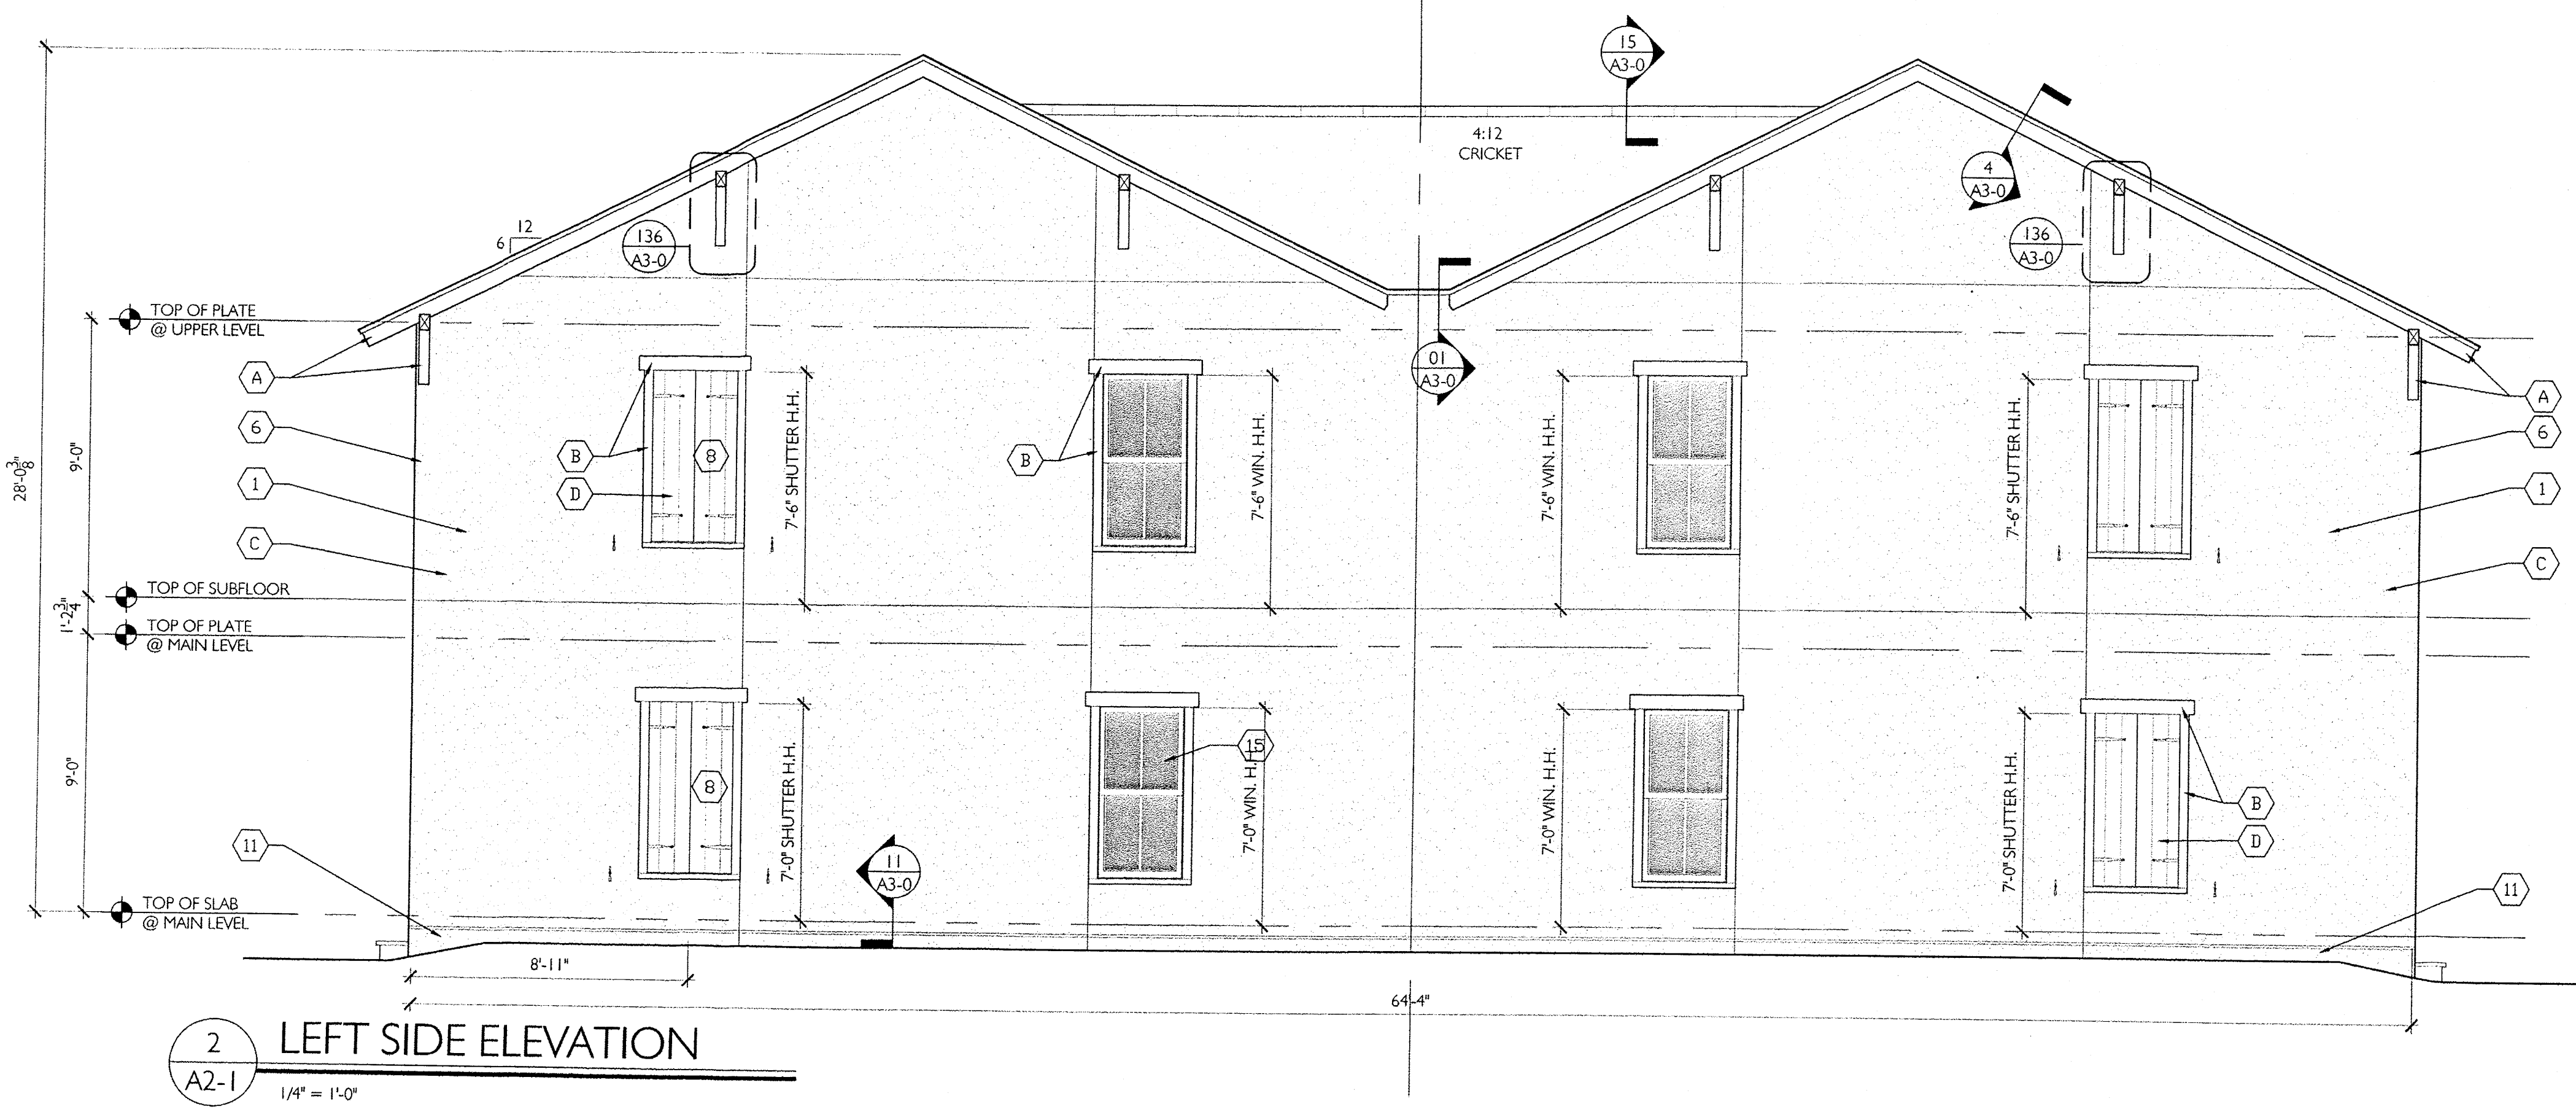 15
A3-0
4:12
CRICKET
4
A3-0
12
6
136
A3-0
136
A3-0
TOP OF PLATE
@ UPPER LEVEL
01
A3-0
A
A
6
6
B
8
D
B
1
1
C
C
7'-6" SHUTTER H.H.
7'-6" WIN. H.H.
7'-6" WIN. H.H.
7'-6" SHUTTER H.H.
28'-0 3/8"
9'-0"
TOP OF SUBFLOOR
1'-2 3/4"
TOP OF PLATE
@ MAIN LEVEL
9'-0"
15
8
B
D
7'-0" SHUTTER H.H.
7'-0" WIN. H.H.
7'-0" WIN. H.H.
7'-0" SHUTTER H.H.
11
11
A3-0
11
TOP OF SLAB
@ MAIN LEVEL
8'-11"
64'-4"
2
A2-1
LEFT SIDE ELEVATION
1/4" = 1'-0"